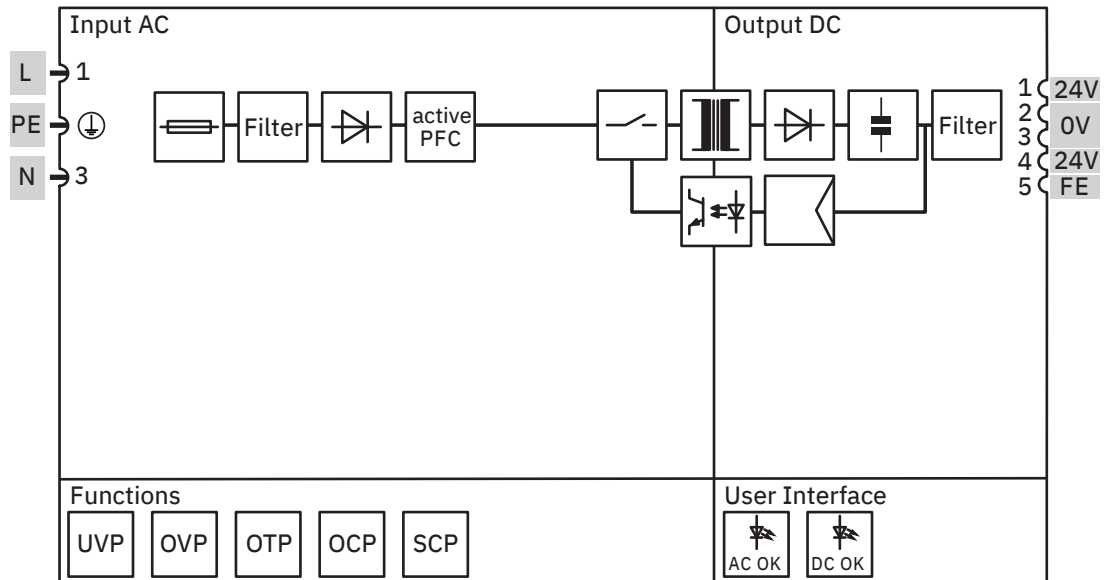 Input AC
Output DC
L
1
PE
N
3
Filter
active
PFC
Filter
1
24V
2
0V
3
4
24V
5
FE
Functions
UVP
OVP
OTP
OCP
SCP
User Interface
AC OK
DC OK